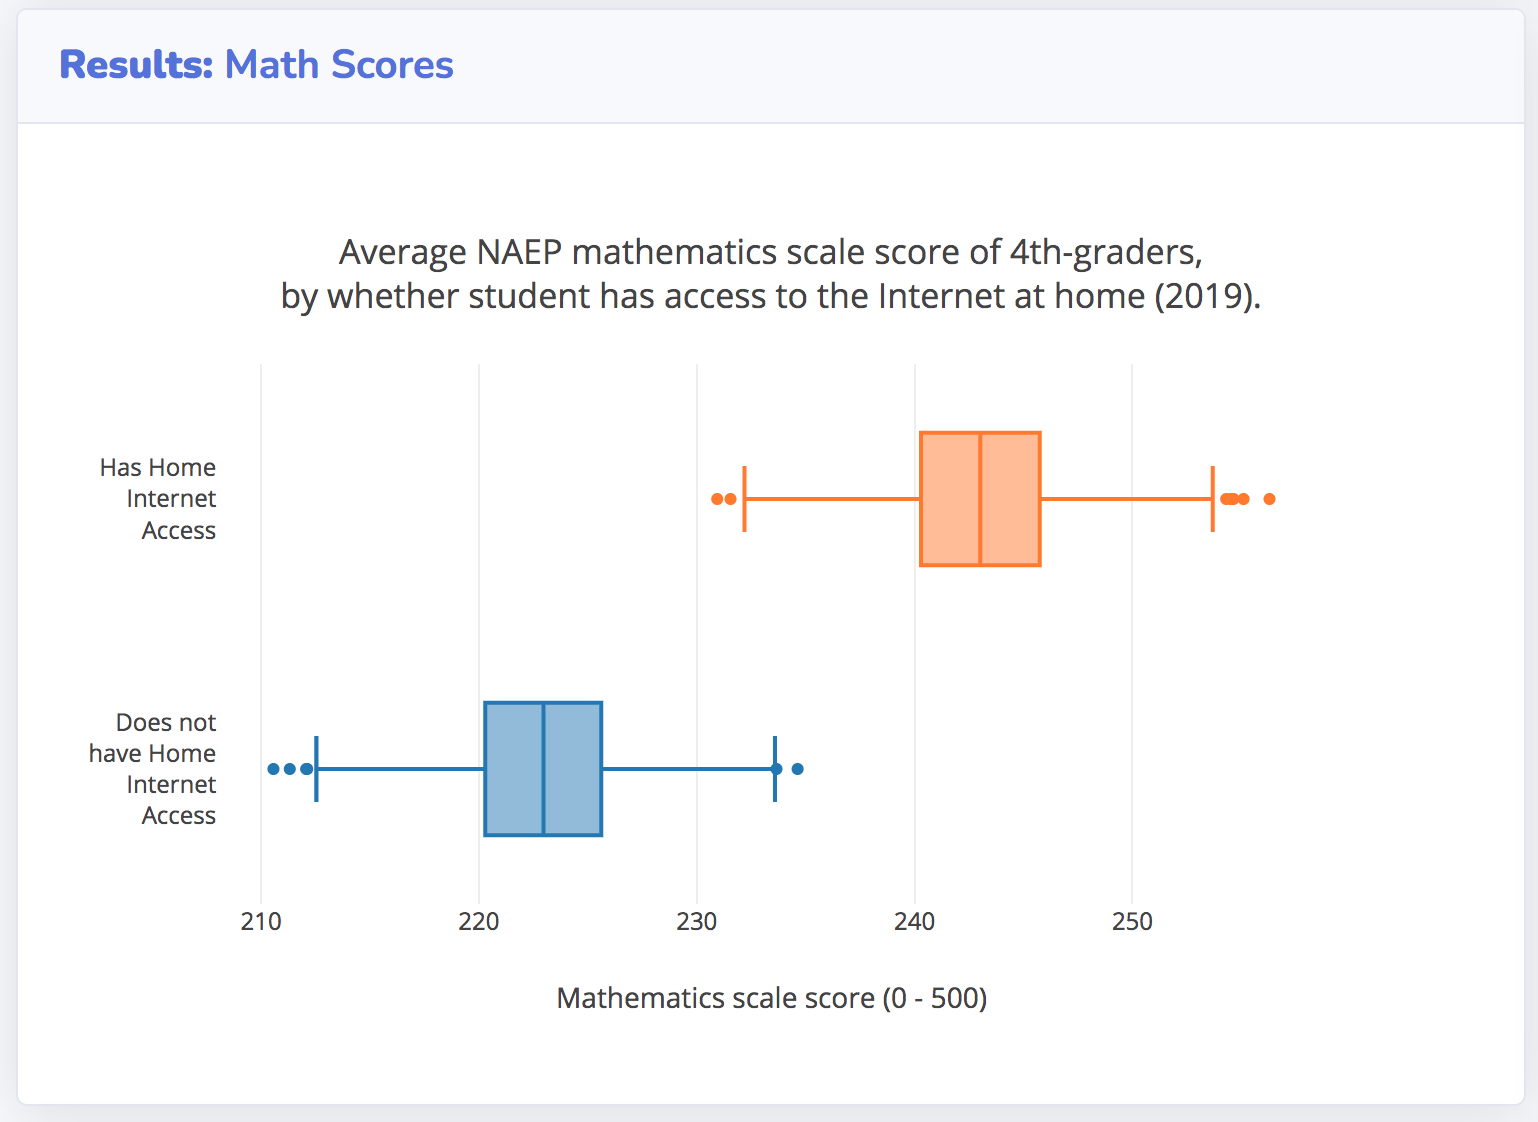 Results: Math Scores
Average NAEP mathematics scale score of 4th-graders,
by whether student has access to the Internet at home (2019).
Has Home
Internet
Access
Does not
have Home
Internet
Access
210 220 230 240 250
Mathematics scale score (0 - 500)